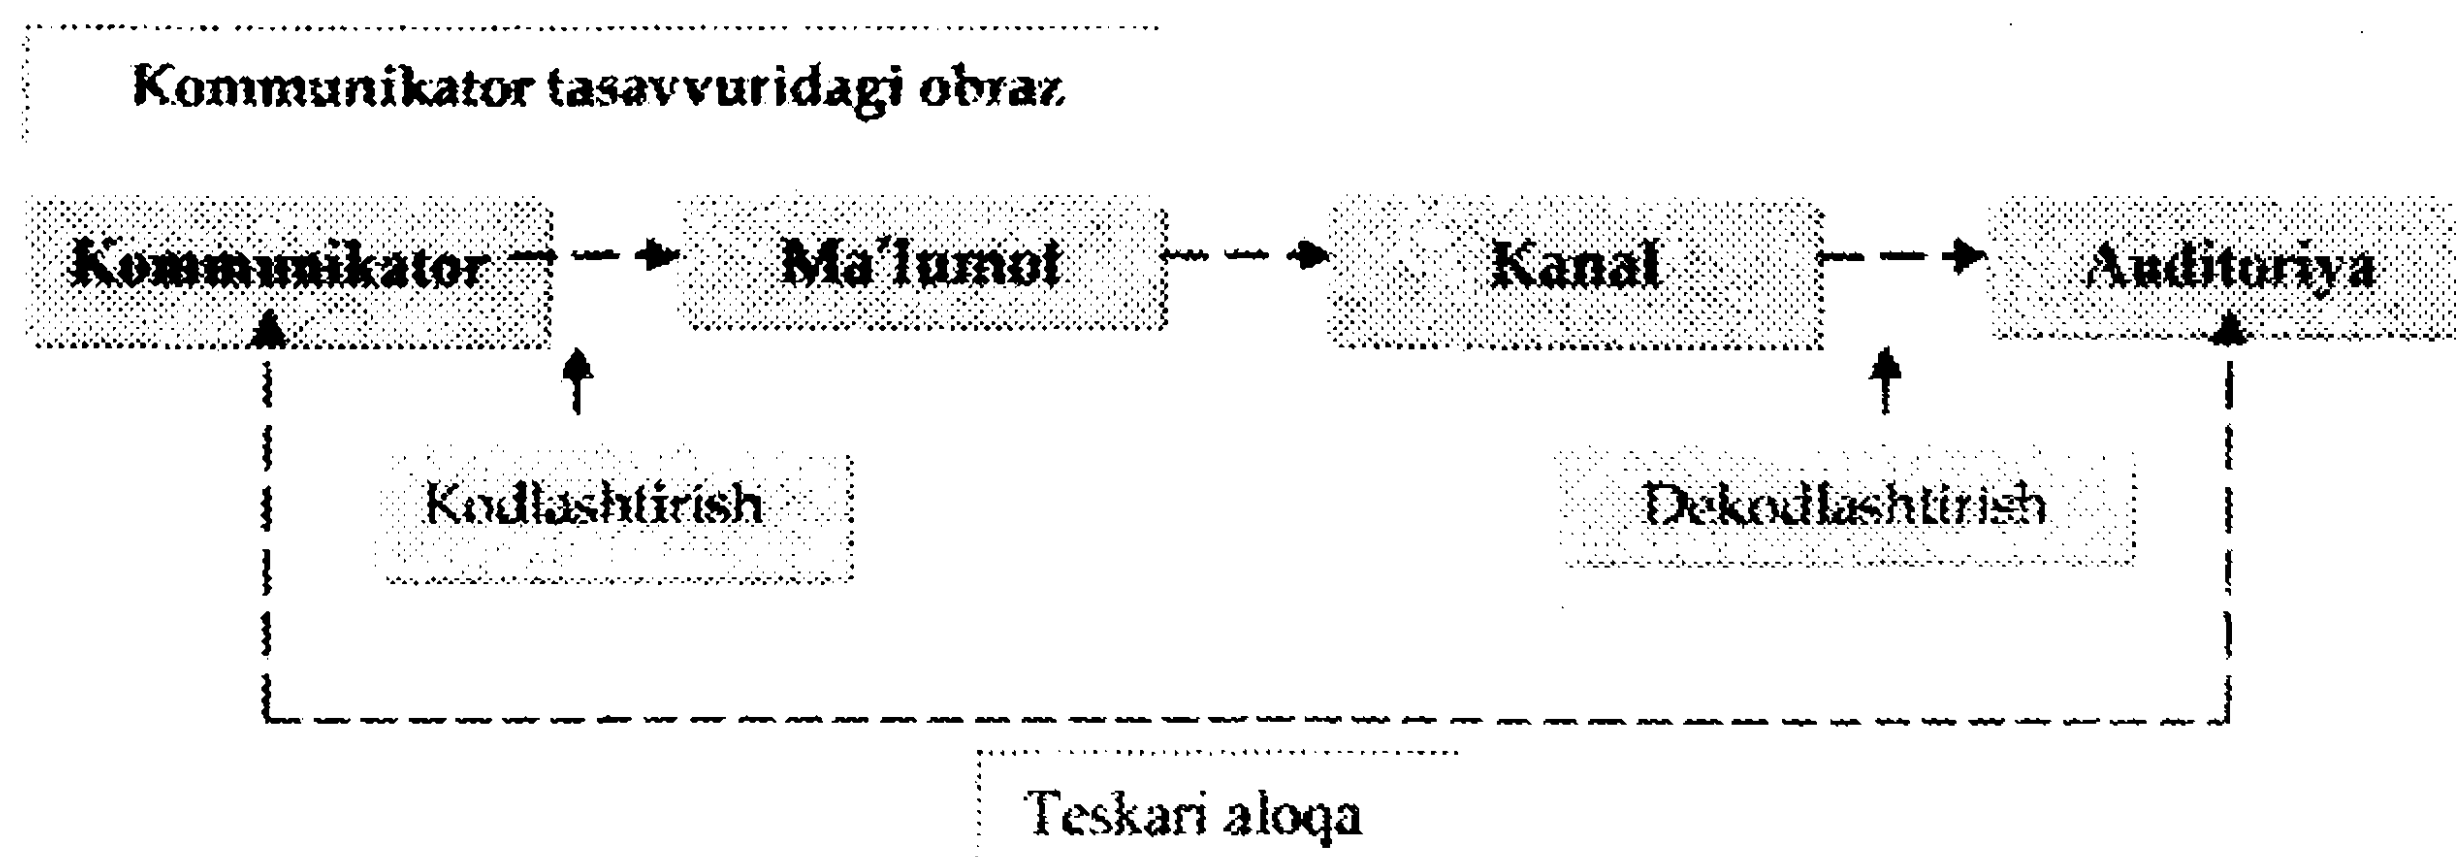 Kommunikator tasavvuridagi obraz
Kommunikator
Ma'lumot
Kanal
Auditoriya
Kodlashtirish
Dekodlashtirish
Teskari aloqa